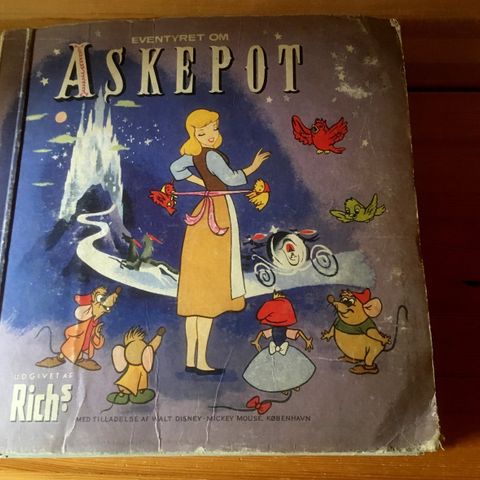 EVENTYRET OM
ASKEPOT
UDGIVET AF
Richs.
MED TILLADELSE AF WALT DISNEY - MICKEY MOUSE, KØBENHAVN